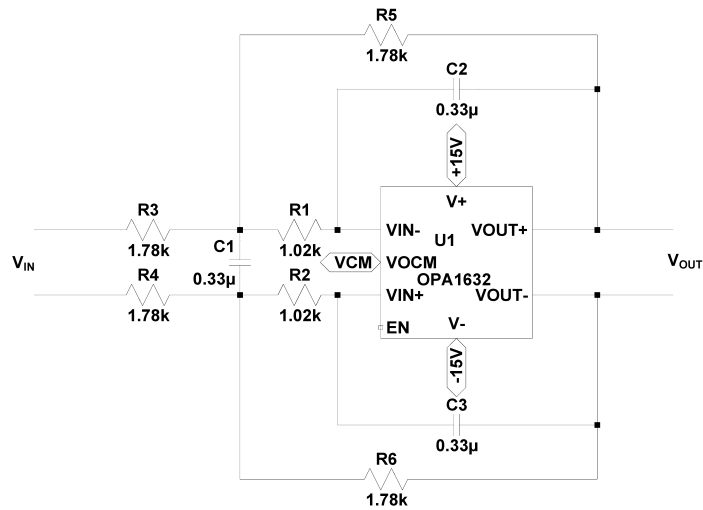 R5
1.78k
C2
0.33µ
+15V
V+
R3
1.78k
R1
1.02k
VIN-
U1
VOUT+
C1
0.33µ
VIN
VCM
VOCM
OPA1632
VOUT
R4
1.78k
R2
1.02k
VIN+
VOUT-
EN
V-
-15V
C3
0.33µ
R6
1.78k